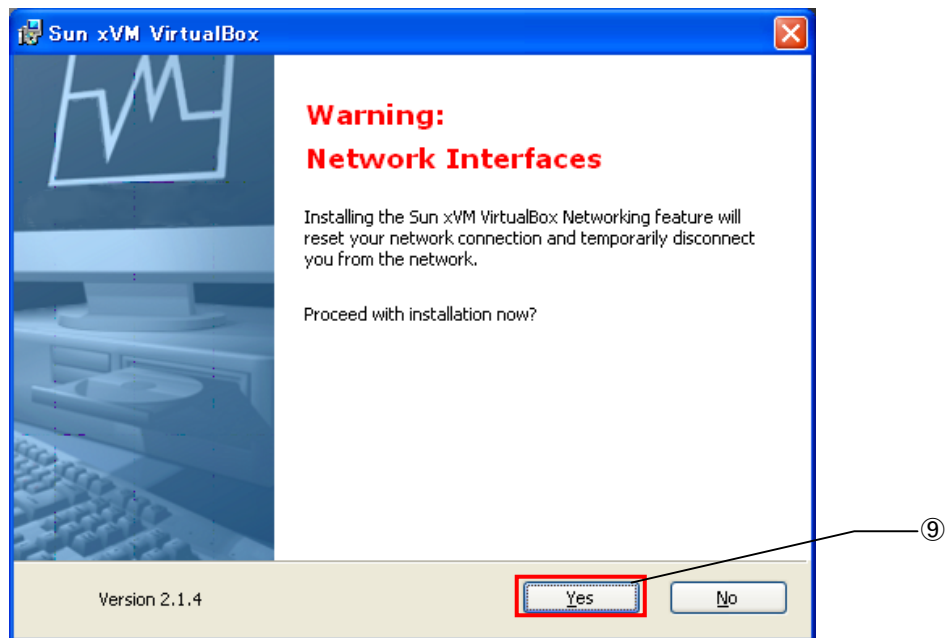 Sun xVM VirtualBox
Warning:
Network Interfaces
Installing the Sun xVM VirtualBox Networking feature will
reset your network connection and temporarily disconnect
you from the network.
Proceed with installation now?
⑨
Version 2.1.4
Yes
No